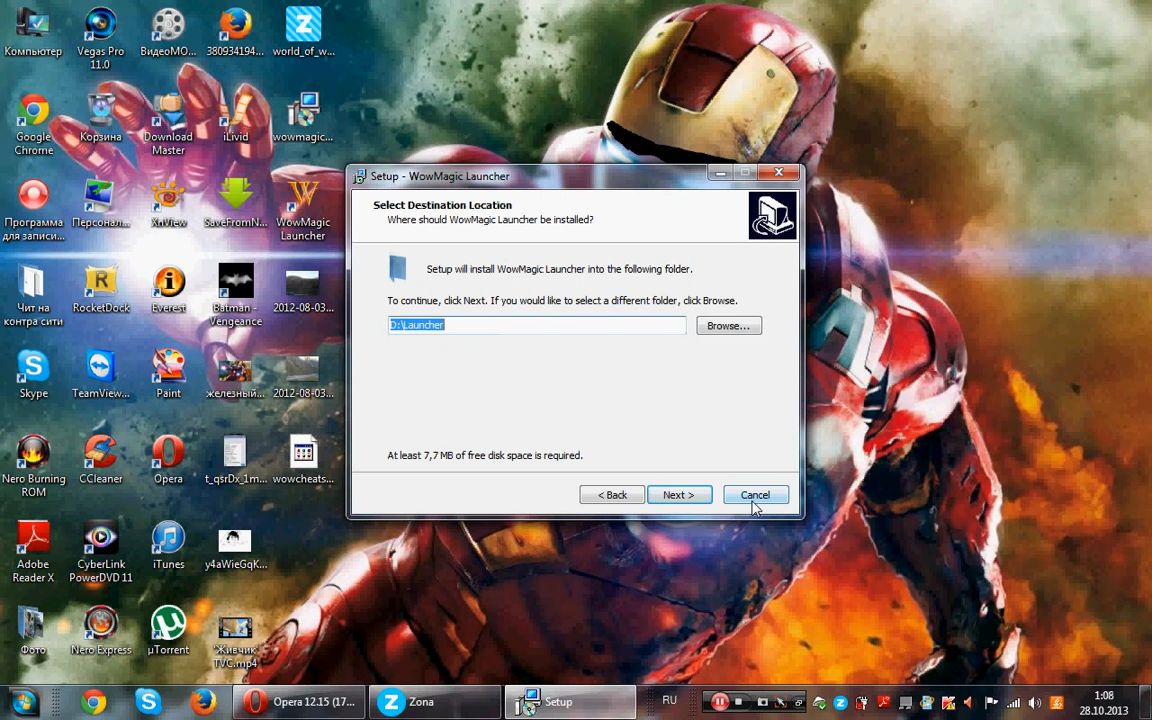 Компьютер
Vegas Pro
11.0
ВидеоМО...
380934194...
world_of_w...
Google
Chrome
Корзина
Download
Master
iLivid
wowmagic...
Программа
для записи...
Персонал...
XnView
SaveFromN...
WowMagic
Launcher
Чит на
контра сити
RocketDock
Everest
Batman -
Vengeance
2012-08-03...
Skype
TeamView...
Paint
железный...
2012-08-03...
Nero Burning
ROM
CCleaner
Opera
t_qsrDx_1m...
wowcheats...
Adobe
Reader X
CyberLink
PowerDVD 11
iTunes
y4aWieGqK...
Фото
Nero Express
µTorrent
"Живчик
TVC.mp4
Setup - WowMagic Launcher
Select Destination Location
Where should WowMagic Launcher be installed?
Setup will install WowMagic Launcher into the following folder.
To continue, click Next. If you would like to select a different folder, click Browse.
D:\Launcher
Browse...
At least 7,7 MB of free disk space is required.
< Back
Next >
Cancel
Opera 12.15 (17...
Zona
Setup
RU
1:08
28.10.2013